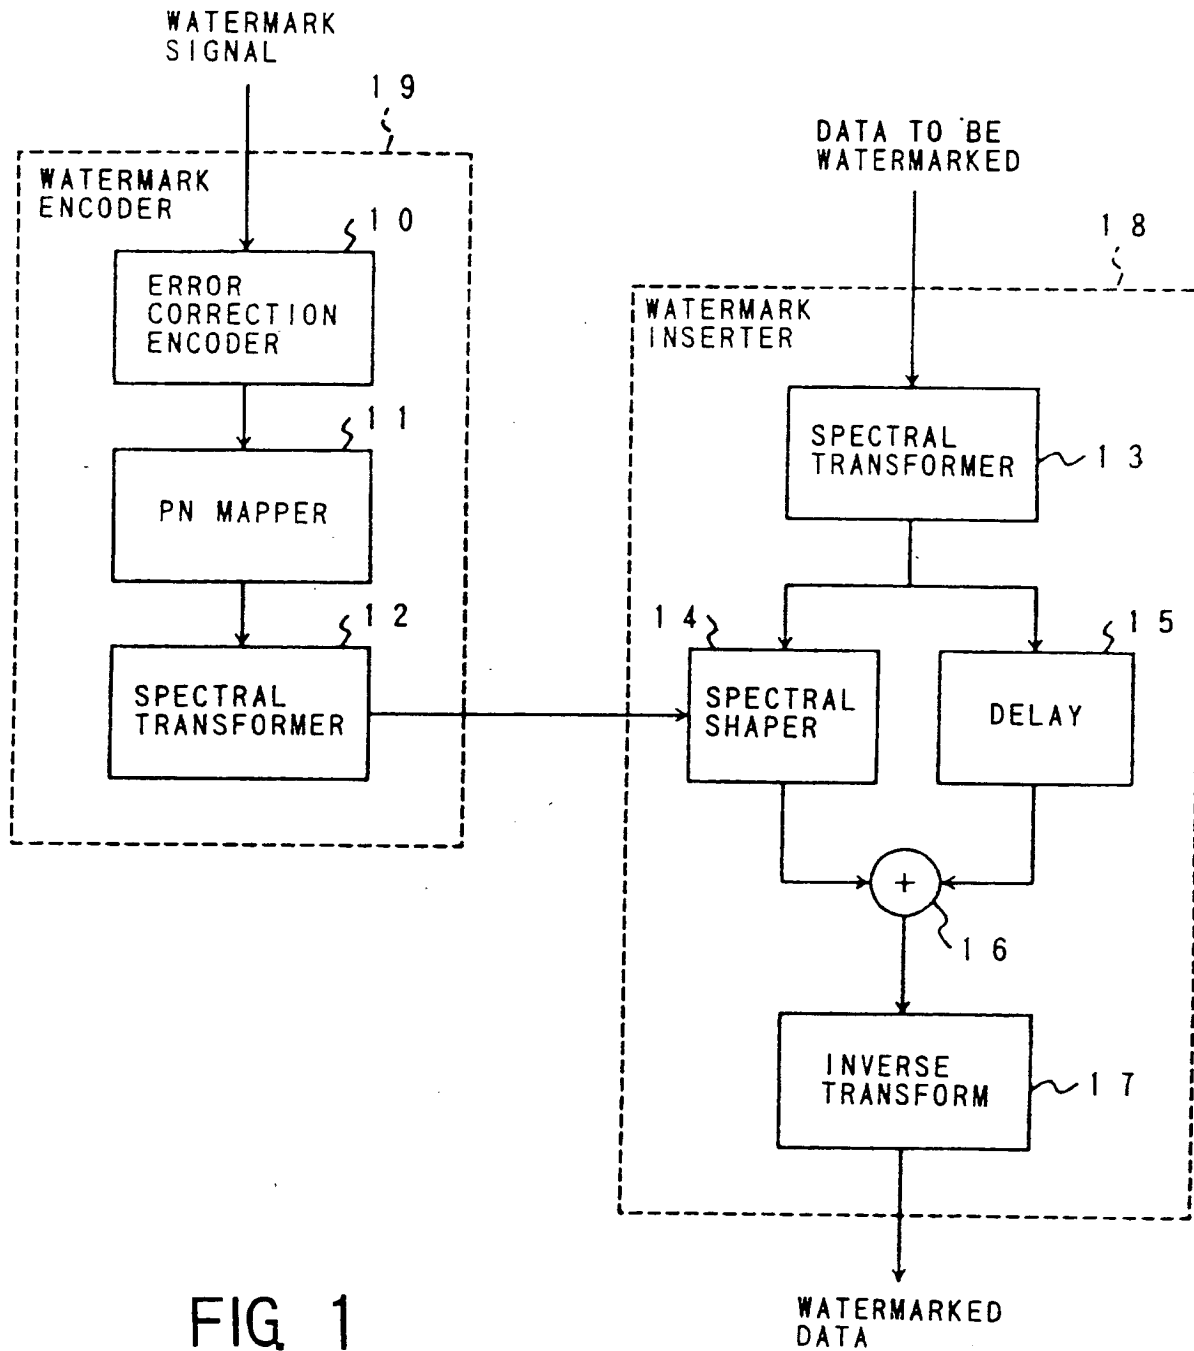 WATERMARK
SIGNAL
19
WATERMARK
ENCODER
10
ERROR
CORRECTION
ENCODER
11
PN MAPPER
12
SPECTRAL
TRANSFORMER
DATA TO BE
WATERMARKED
18
WATERMARK
INSERTER
SPECTRAL
TRANSFORMER
13
14
SPECTRAL
SHAPER
15
DELAY
+
16
INVERSE
TRANSFORM
17
WATERMARKED
DATA
FIG. 1